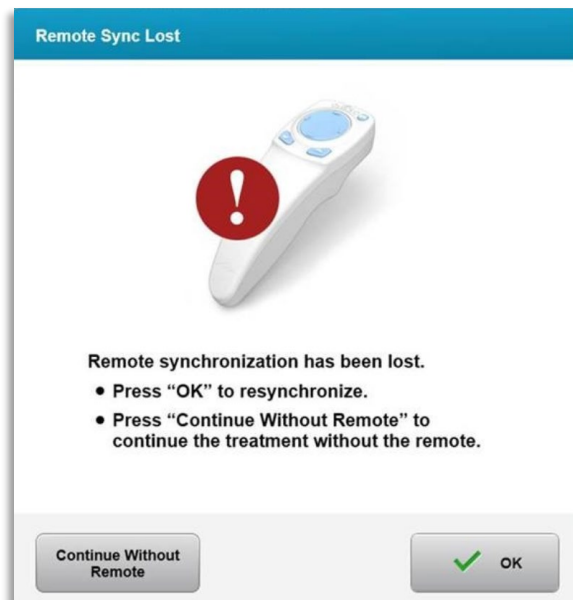 Remote Sync Lost
!
Remote synchronization has been lost.
• Press “OK” to resynchronize.
• Press “Continue Without Remote” to
continue the treatment without the remote.
Continue Without
Remote
OK